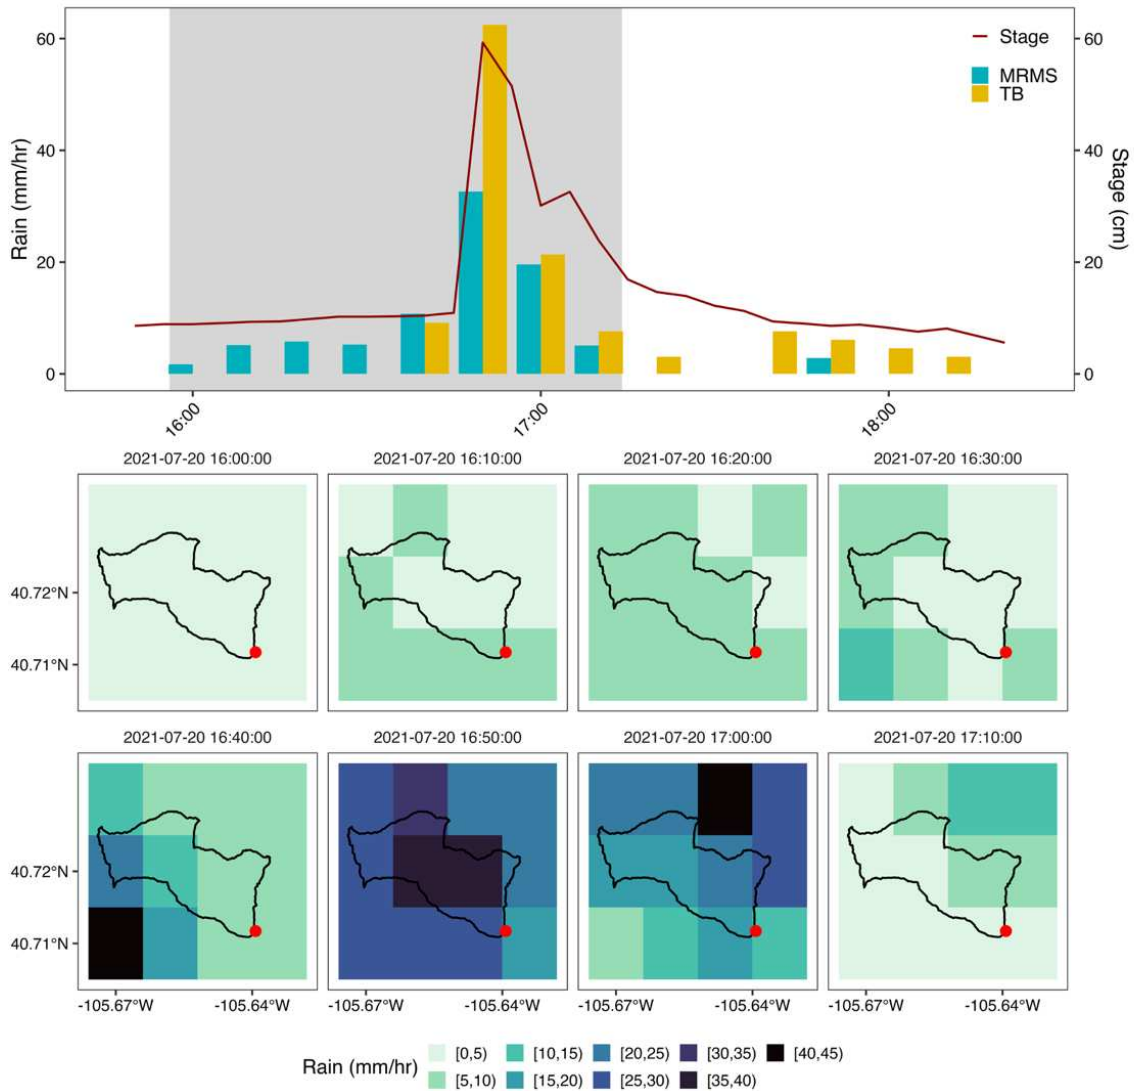 60
40
20
0
Rain (mm/hr)
Stage
MRMS
TB
60
40
20
0
Stage (cm)
16:00
17:00
18:00
2021-07-20 16:00:00
2021-07-20 16:10:00
2021-07-20 16:20:00
2021-07-20 16:30:00
40.72°N
40.71°N
2021-07-20 16:40:00
2021-07-20 16:50:00
2021-07-20 17:00:00
2021-07-20 17:10:00
40.72°N
40.71°N
-105.67°W -105.64°W -105.67°W -105.64°W -105.67°W -105.64°W -105.67°W -105.64°W
Rain (mm/hr)
[0,5) [10,15) [20,25) [30,35) [40,45)
[5,10) [15,20) [25,30) [35,40)